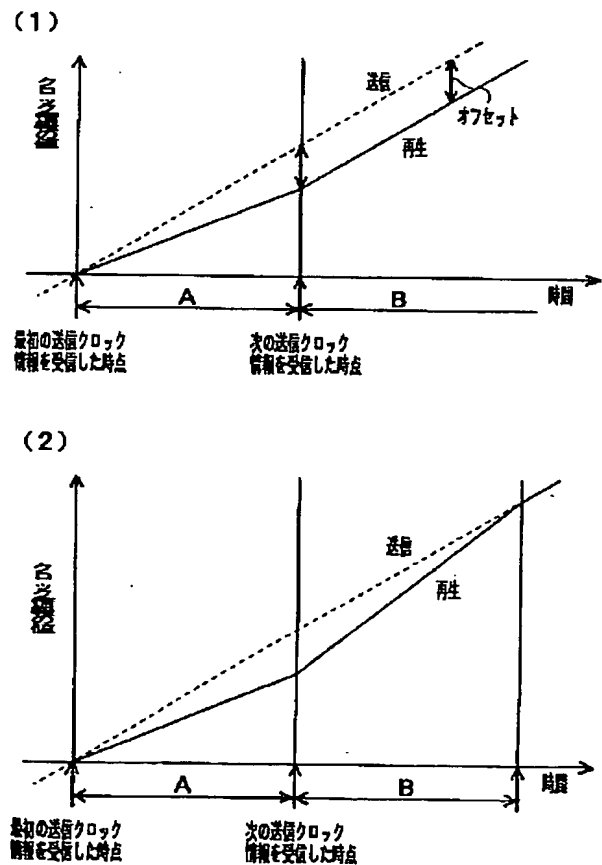 (1)
送信
オフセット
再生
A
B
時間
最初の送信クロック
情報を受信した時点
次の送信クロック
情報を受信した時点
(2)
送信
再生
A
B
時間
最初の送信クロック
情報を受信した時点
次の送信クロック
情報を受信した時点